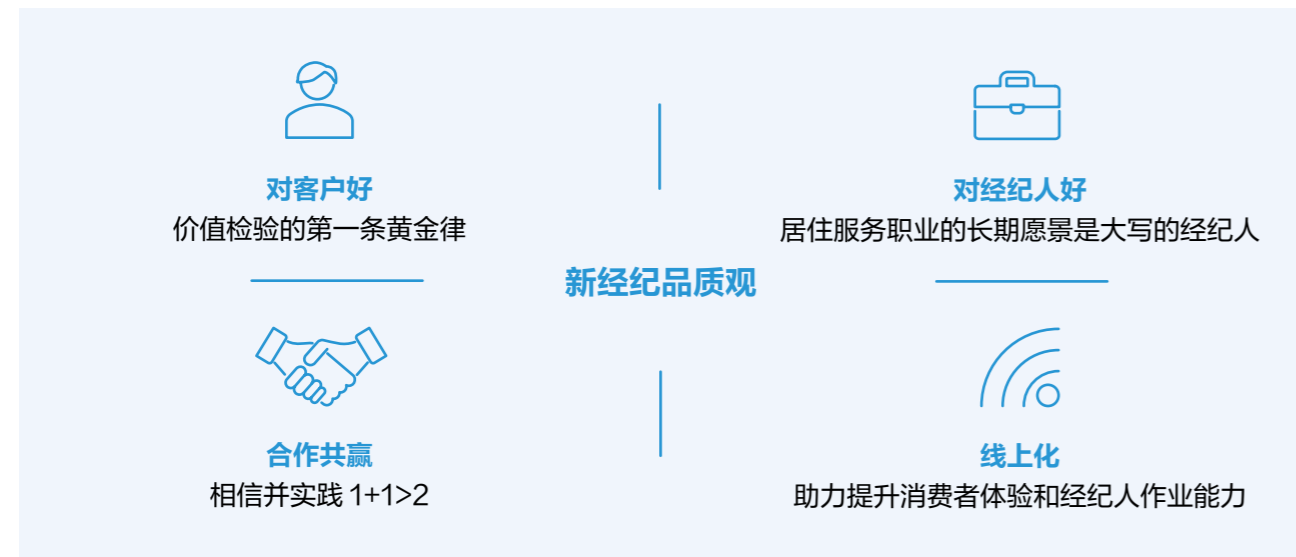 对客户好
价值检验的第一条黄金律
对经纪人好
居住服务职业的长期愿景是大写的经纪人
新经纪品质观
合作共赢
相信并实践 1+1>2
线上化
助力提升消费者体验和经纪人作业能力